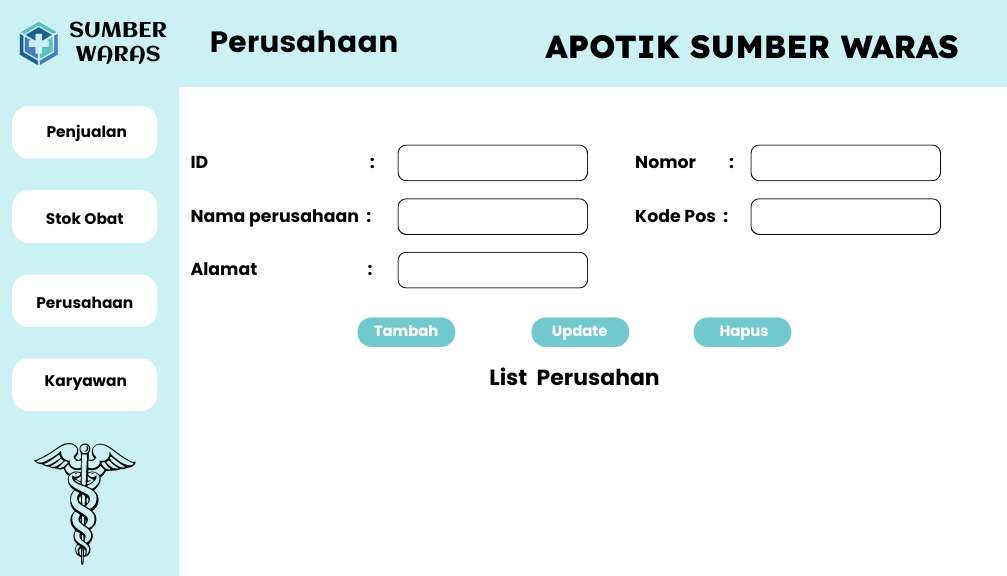 SUMBER
WARAS
Perusahaan
APOTIK SUMBER WARAS
Penjualan
Stok Obat
Perusahaan
Karyawan
ID :
Nomor :
Nama perusahaan :
Kode Pos :
Alamat :
Tambah
Update
Hapus
List Perusahan